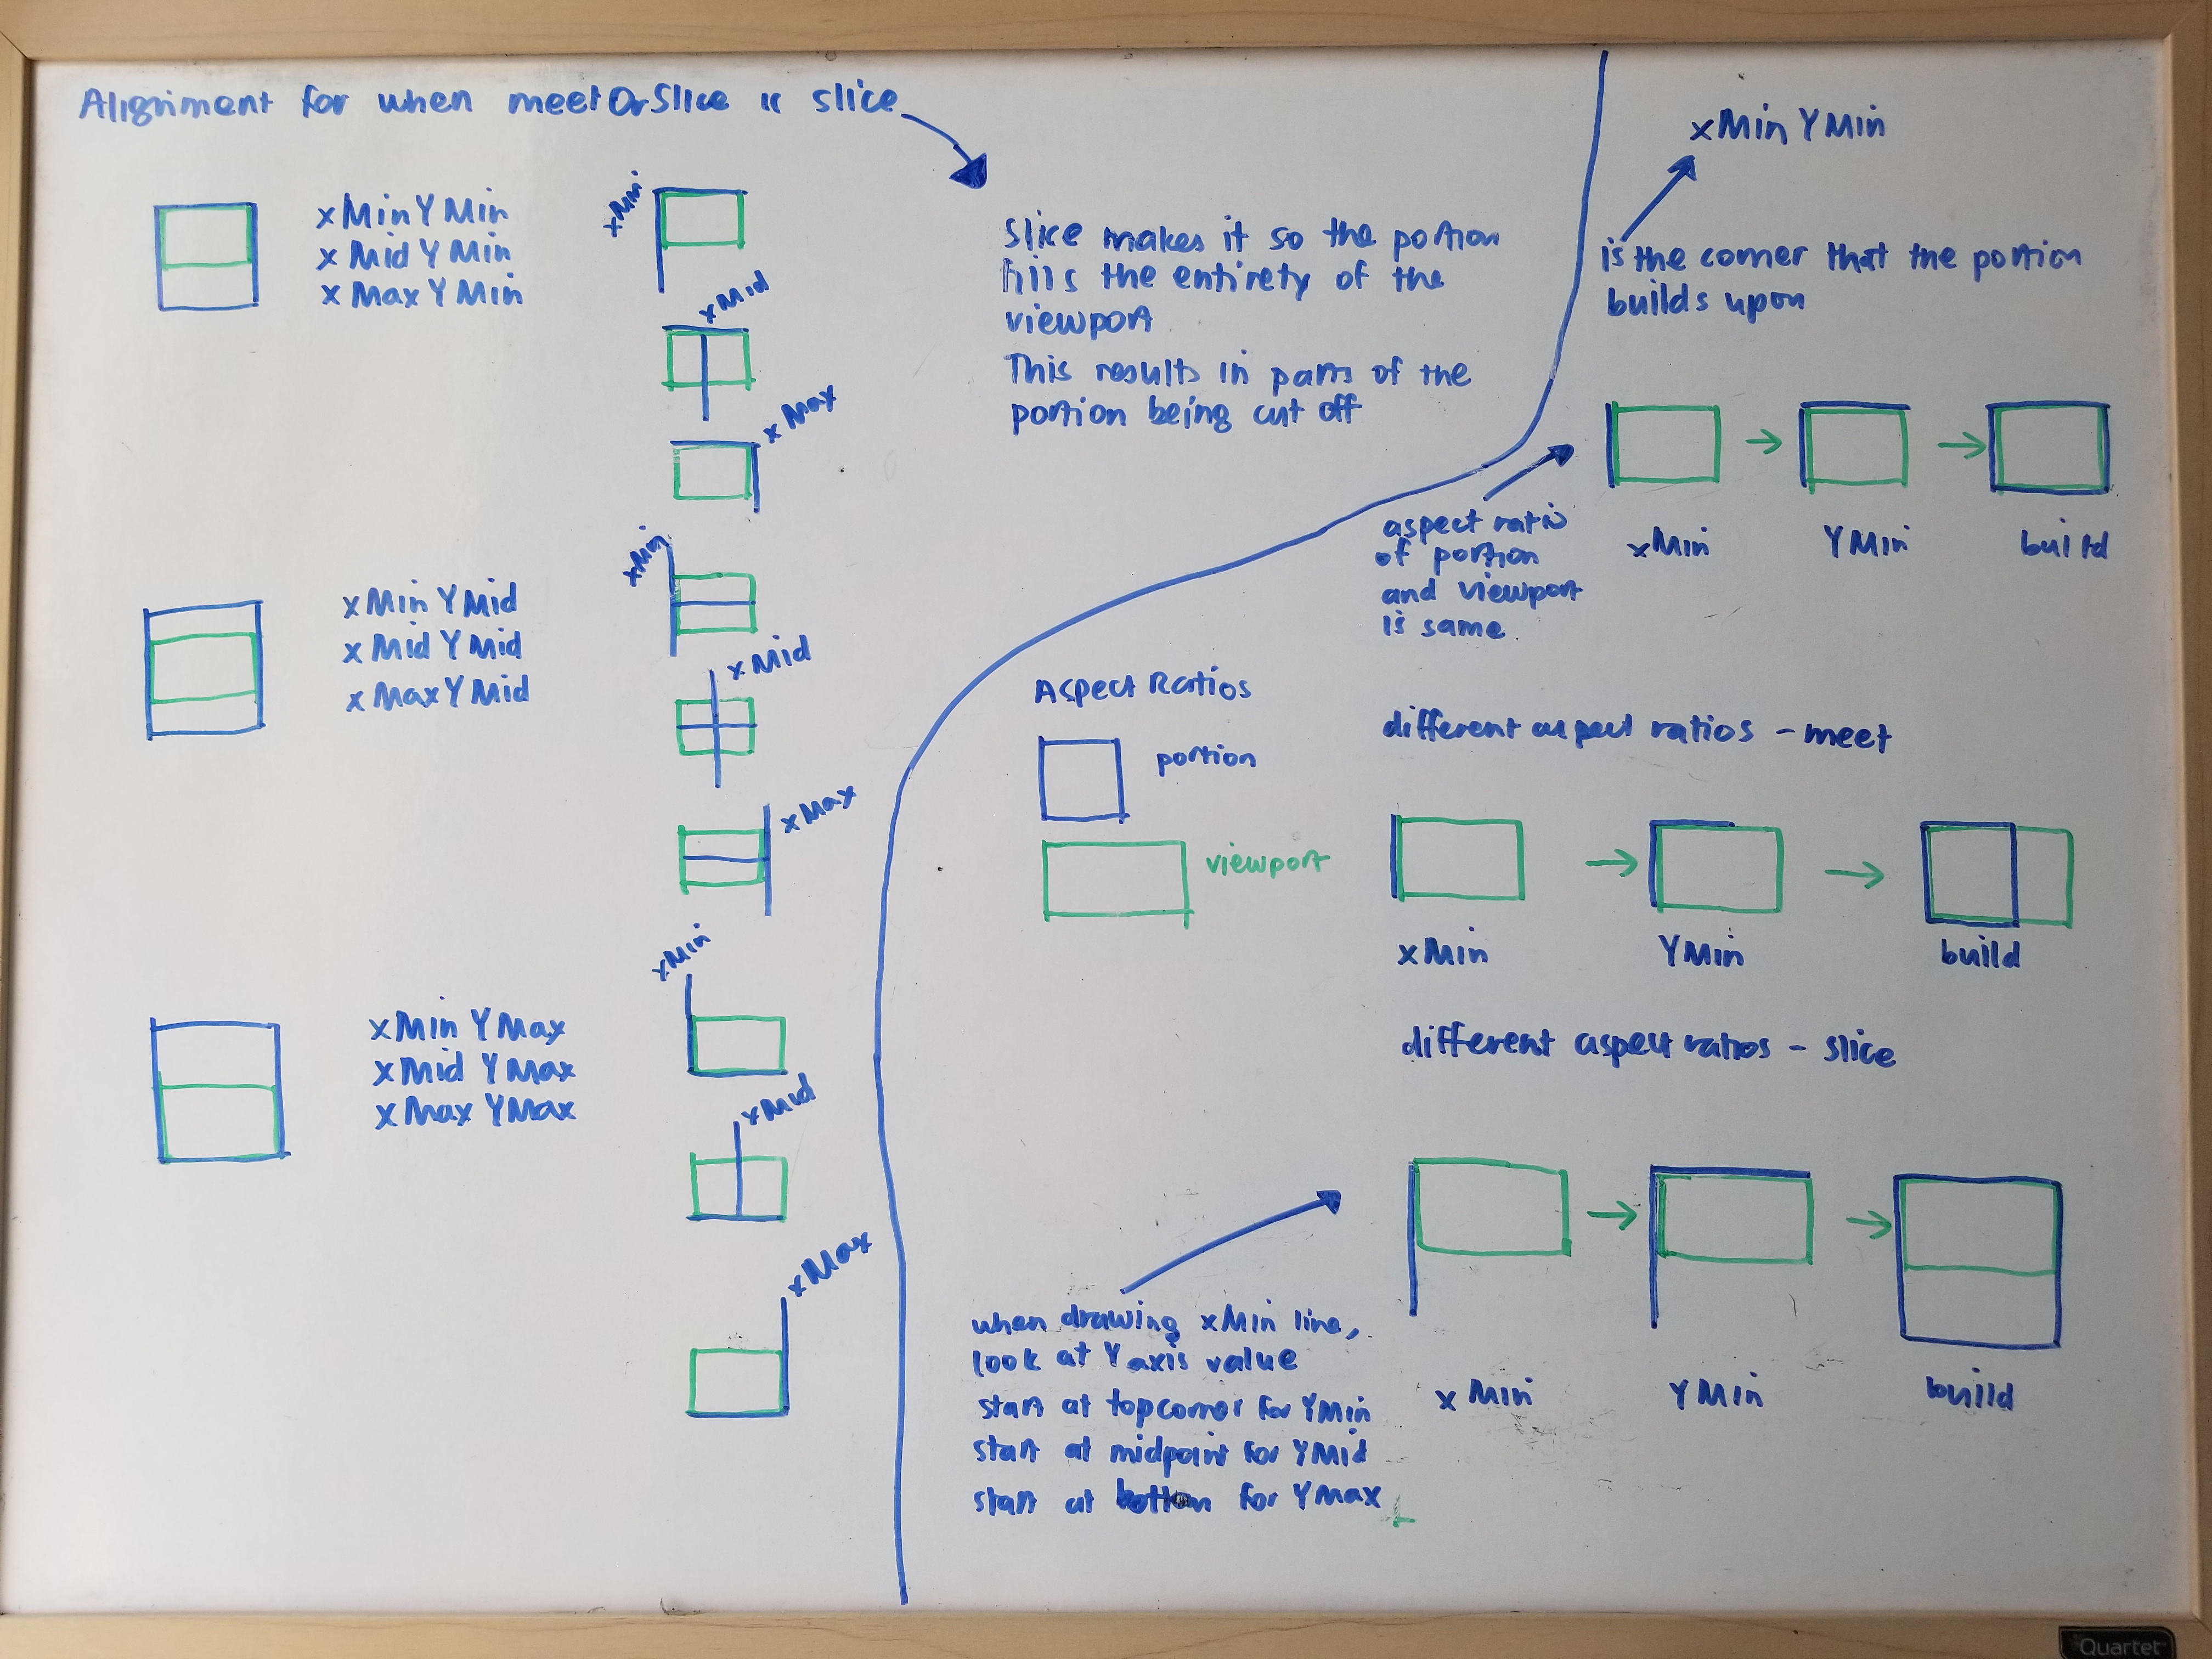 Alignment for when meetOrSlice is slice
xMinYMin
xMidYMin
xMaxYMin
xMin
xMid
xMax
xMinYMid
xMidYMid
xMaxYMid
xMin
xMid
xMax
xMinYMax
xMidYMax
xMaxYMax
xMin
xMid
xMax
slice makes it so the portion
fills the entirety of the
viewport
This results in parts of the
portion being cut off
xMinYMin
is the corner that the portion
builds upon
aspect ratio
of portion
and viewport
is same.
xMin YMin build
Aspect Ratios
portion
viewport
different aspect ratios - meet
xMin YMin build
different aspect ratios - slice
when drawing xMin line,
look at Y axis value
start at top corner for YMin
start at midpoint for YMid
start at bottom for YMax
xMin YMin build
Quartet